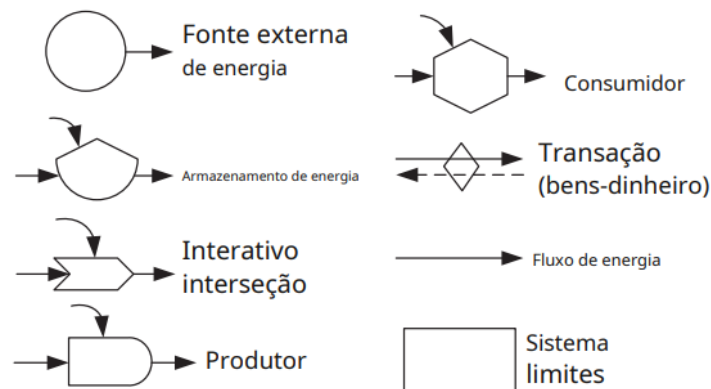 Fonte externa
de energia
Consumidor
Armazenamento de energia
Transação
(bens-dinheiro)
Interativo
interseção
Fluxo de energia
Produtor
Sistema
limites